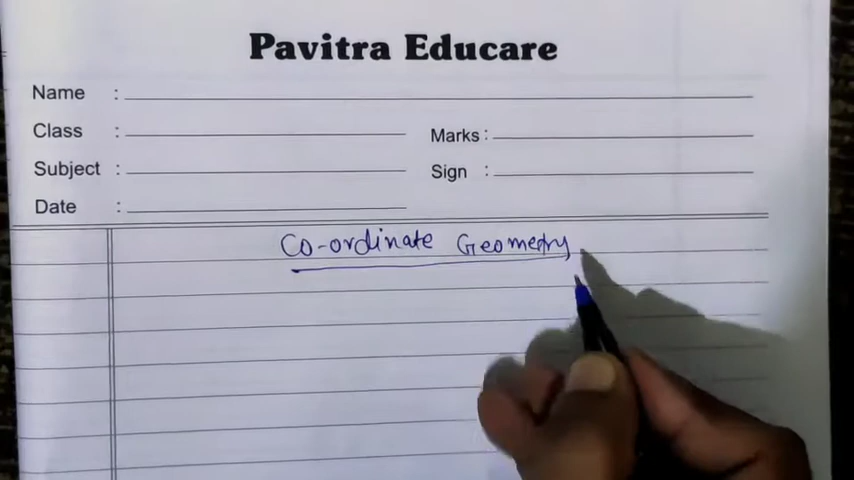 Pavitra Educare
Name :
Class :
Marks :
Subject :
Sign :
Date :
Co-ordinate Geometry